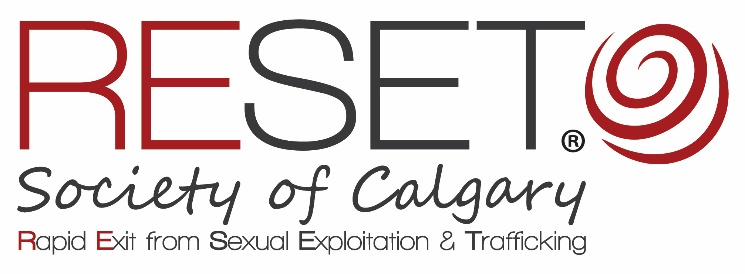 RESET®
Society of Calgary
Rapid Exit from Sexual Exploitation & Trafficking